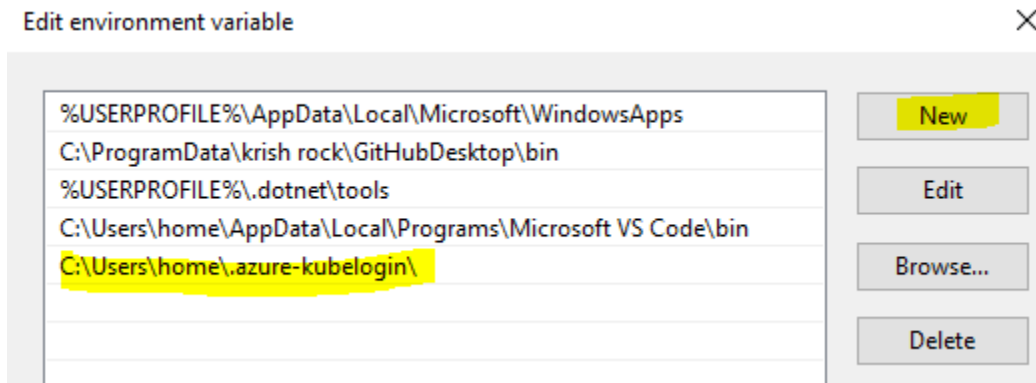 Edit environment variable
%USERPROFILE%\AppData\Local\Microsoft\WindowsApps
New
C:\ProgramData\krish rock\GitHubDesktop\bin
%USERPROFILE%\.dotnet\tools
Edit
C:\Users\home\AppData\Local\Programs\Microsoft VS Code\bin
C:\Users\home\.azure-kubelogin\
Browse...
Delete